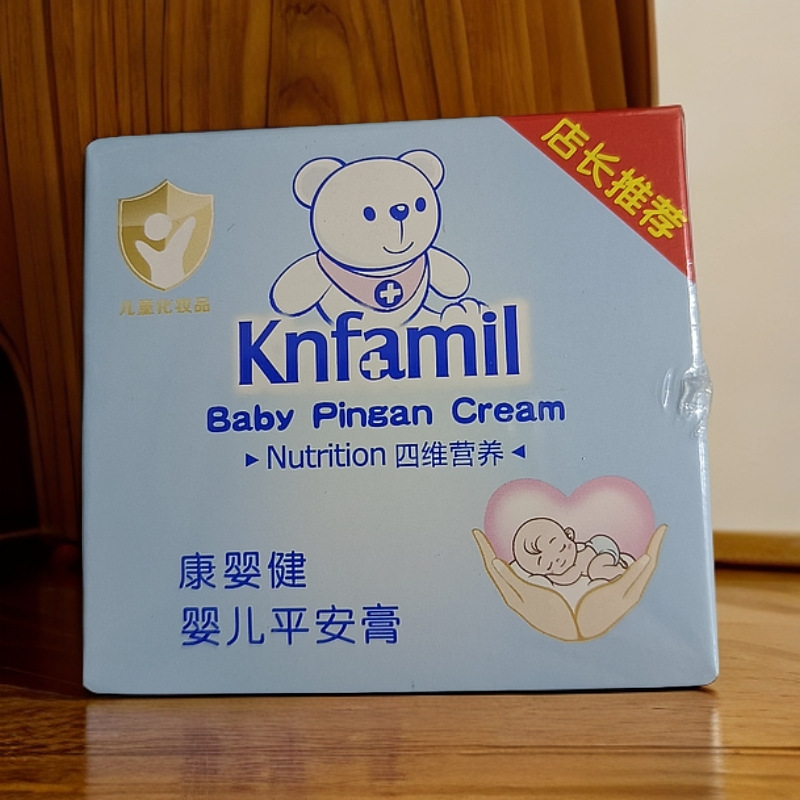 店长推荐
儿童化妆品
Knfamil
Baby Pingan Cream
Nutrition 四维营养
康婴健
婴儿平安膏